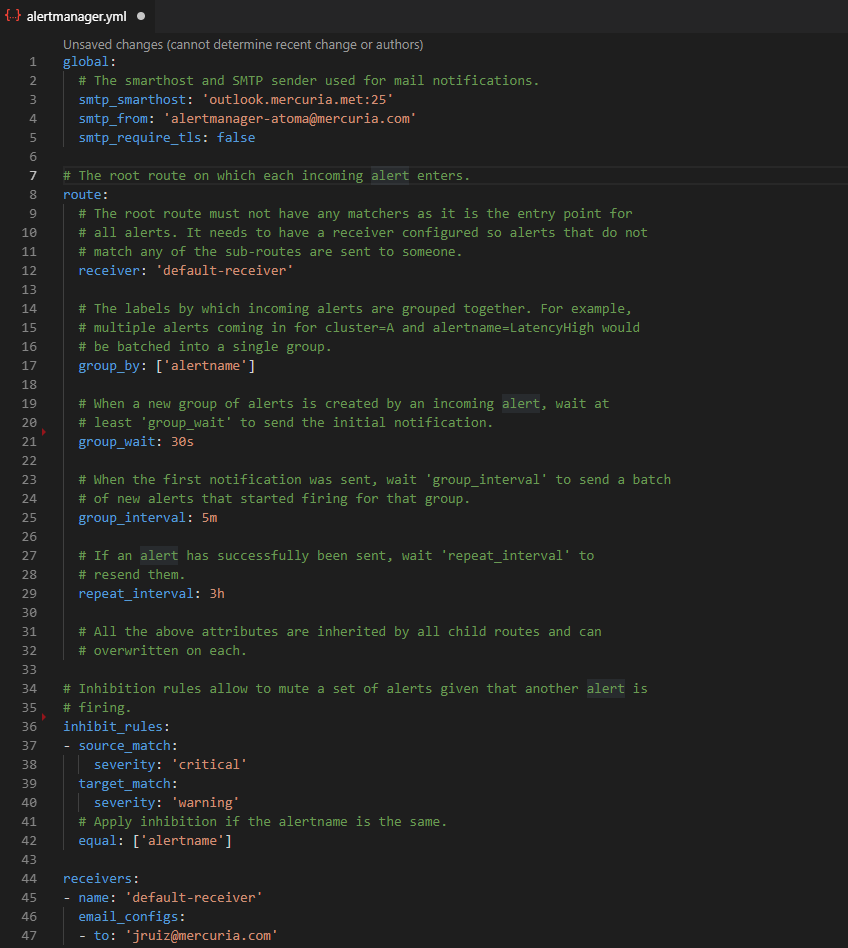 {..} alertmanager.yml ●
Unsaved changes (cannot determine recent change or authors)
1 global:
2   # The smarthost and SMTP sender used for mail notifications.
3   smtp_smarthost: 'outlook.mercuria.met:25'
4   smtp_from: 'alertmanager-atoma@mercuria.com'
5   smtp_require_tls: false
6
7 # The root route on which each incoming alert enters.
8 route:
9   # The root route must not have any matchers as it is the entry point for
10   # all alerts. It needs to have a receiver configured so alerts that do not
11   # match any of the sub-routes are sent to someone.
12   receiver: 'default-receiver'
13
14   # The labels by which incoming alerts are grouped together. For example,
15   # multiple alerts coming in for cluster=A and alertname=LatencyHigh would
16   # be batched into a single group.
17   group_by: ['alertname']
18
19   # When a new group of alerts is created by an incoming alert, wait at
20   # least 'group_wait' to send the initial notification.
21   group_wait: 30s
22
23   # When the first notification was sent, wait 'group_interval' to send a batch
24   # of new alerts that started firing for that group.
25   group_interval: 5m
26
27   # If an alert has successfully been sent, wait 'repeat_interval' to
28   # resend them.
29   repeat_interval: 3h
30
31   # All the above attributes are inherited by all child routes and can
32   # overwritten on each.
33
34 # Inhibition rules allow to mute a set of alerts given that another alert is
35 # firing.
36 inhibit_rules:
37 - source_match:
38     severity: 'critical'
39   target_match:
40     severity: 'warning'
41   # Apply inhibition if the alertname is the same.
42   equal: ['alertname']
43
44 receivers:
45 - name: 'default-receiver'
46   email_configs:
47   - to: 'jruiz@mercuria.com'